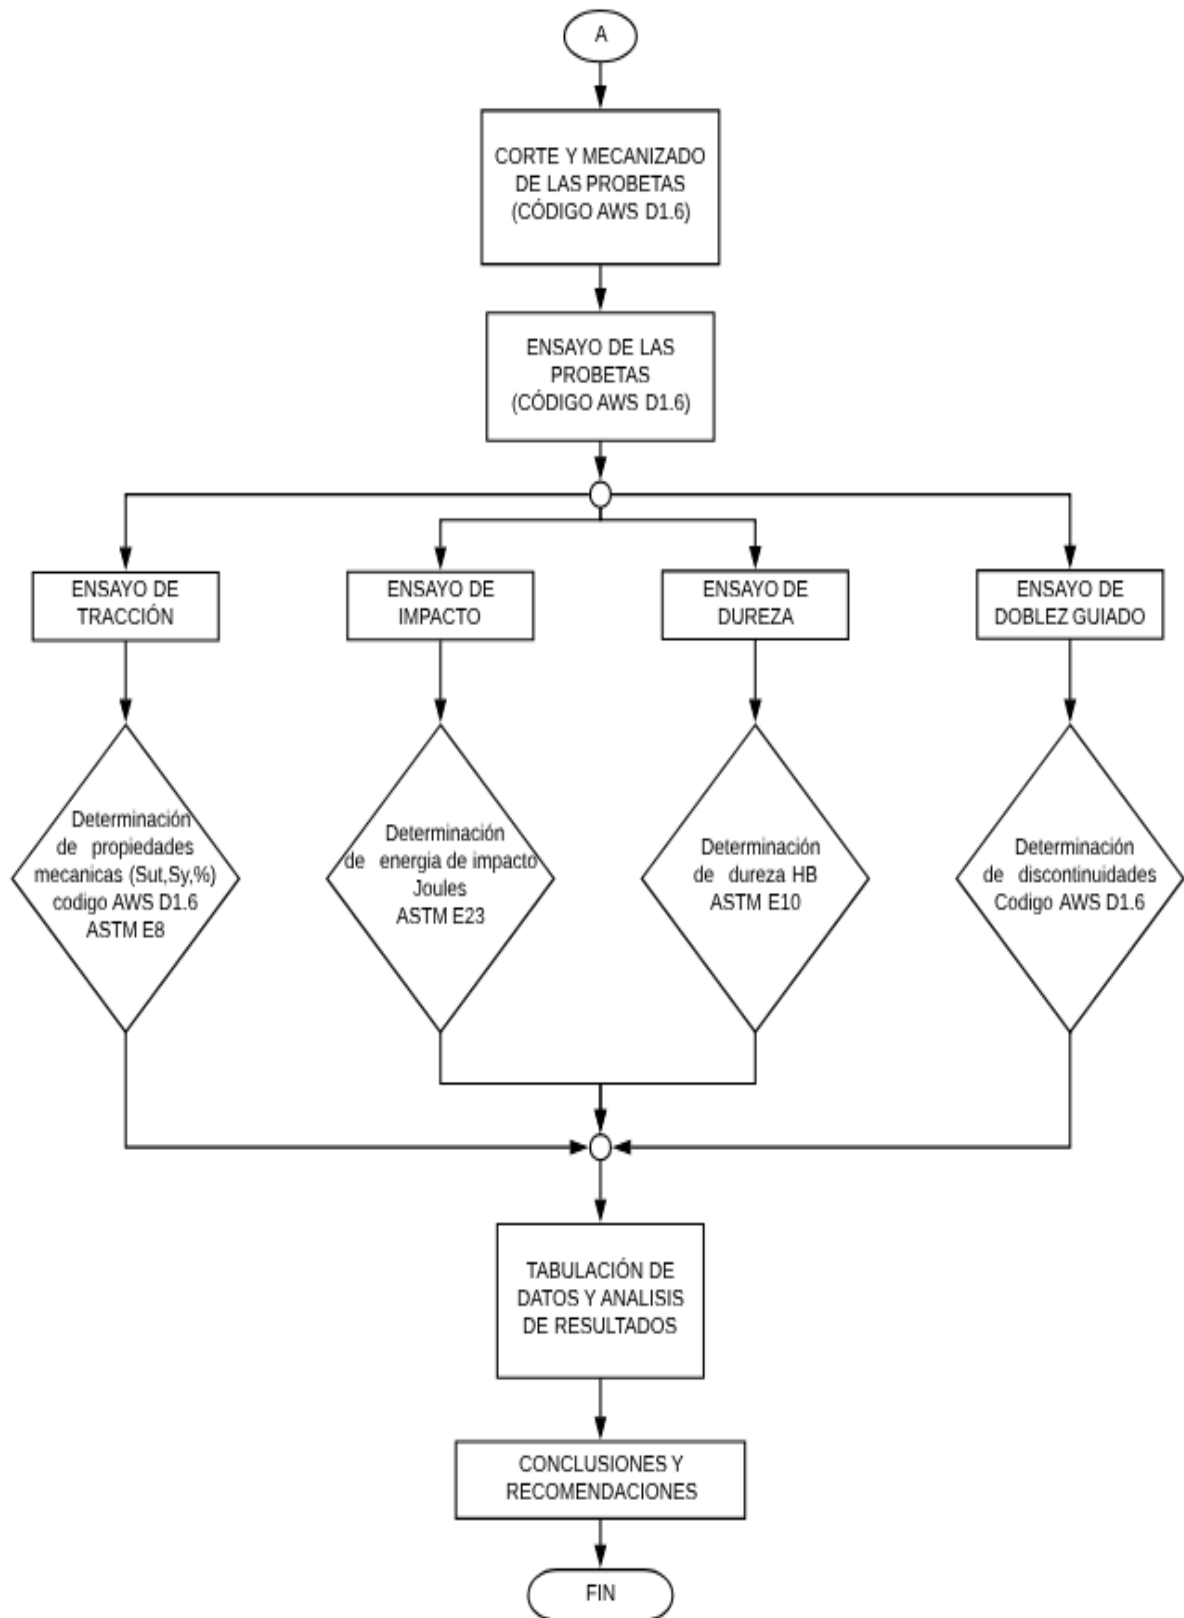 A
CORTE Y MECANIZADO
DE LAS PROBETAS
(CÓDIGO AWS D1.6)
ENSAYO DE LAS
PROBETAS
(CÓDIGO AWS D1.6)
ENSAYO DE
TRACCIÓN
ENSAYO DE
IMPACTO
ENSAYO DE
DUREZA
ENSAYO DE
DOBLEZ GUIADO
Determinación
de propiedades
mecanicas (Sut,Sy,%)
codigo AWS D1.6
ASTM E8
Determinación
de energia de impacto
Joules
ASTM E23
Determinación
de dureza HB
ASTM E10
Determinación
de discontinuidades
Codigo AWS D1.6
TABULACIÓN DE
DATOS Y ANALISIS
DE RESULTADOS
CONCLUSIONES Y
RECOMENDACIONES
FIN